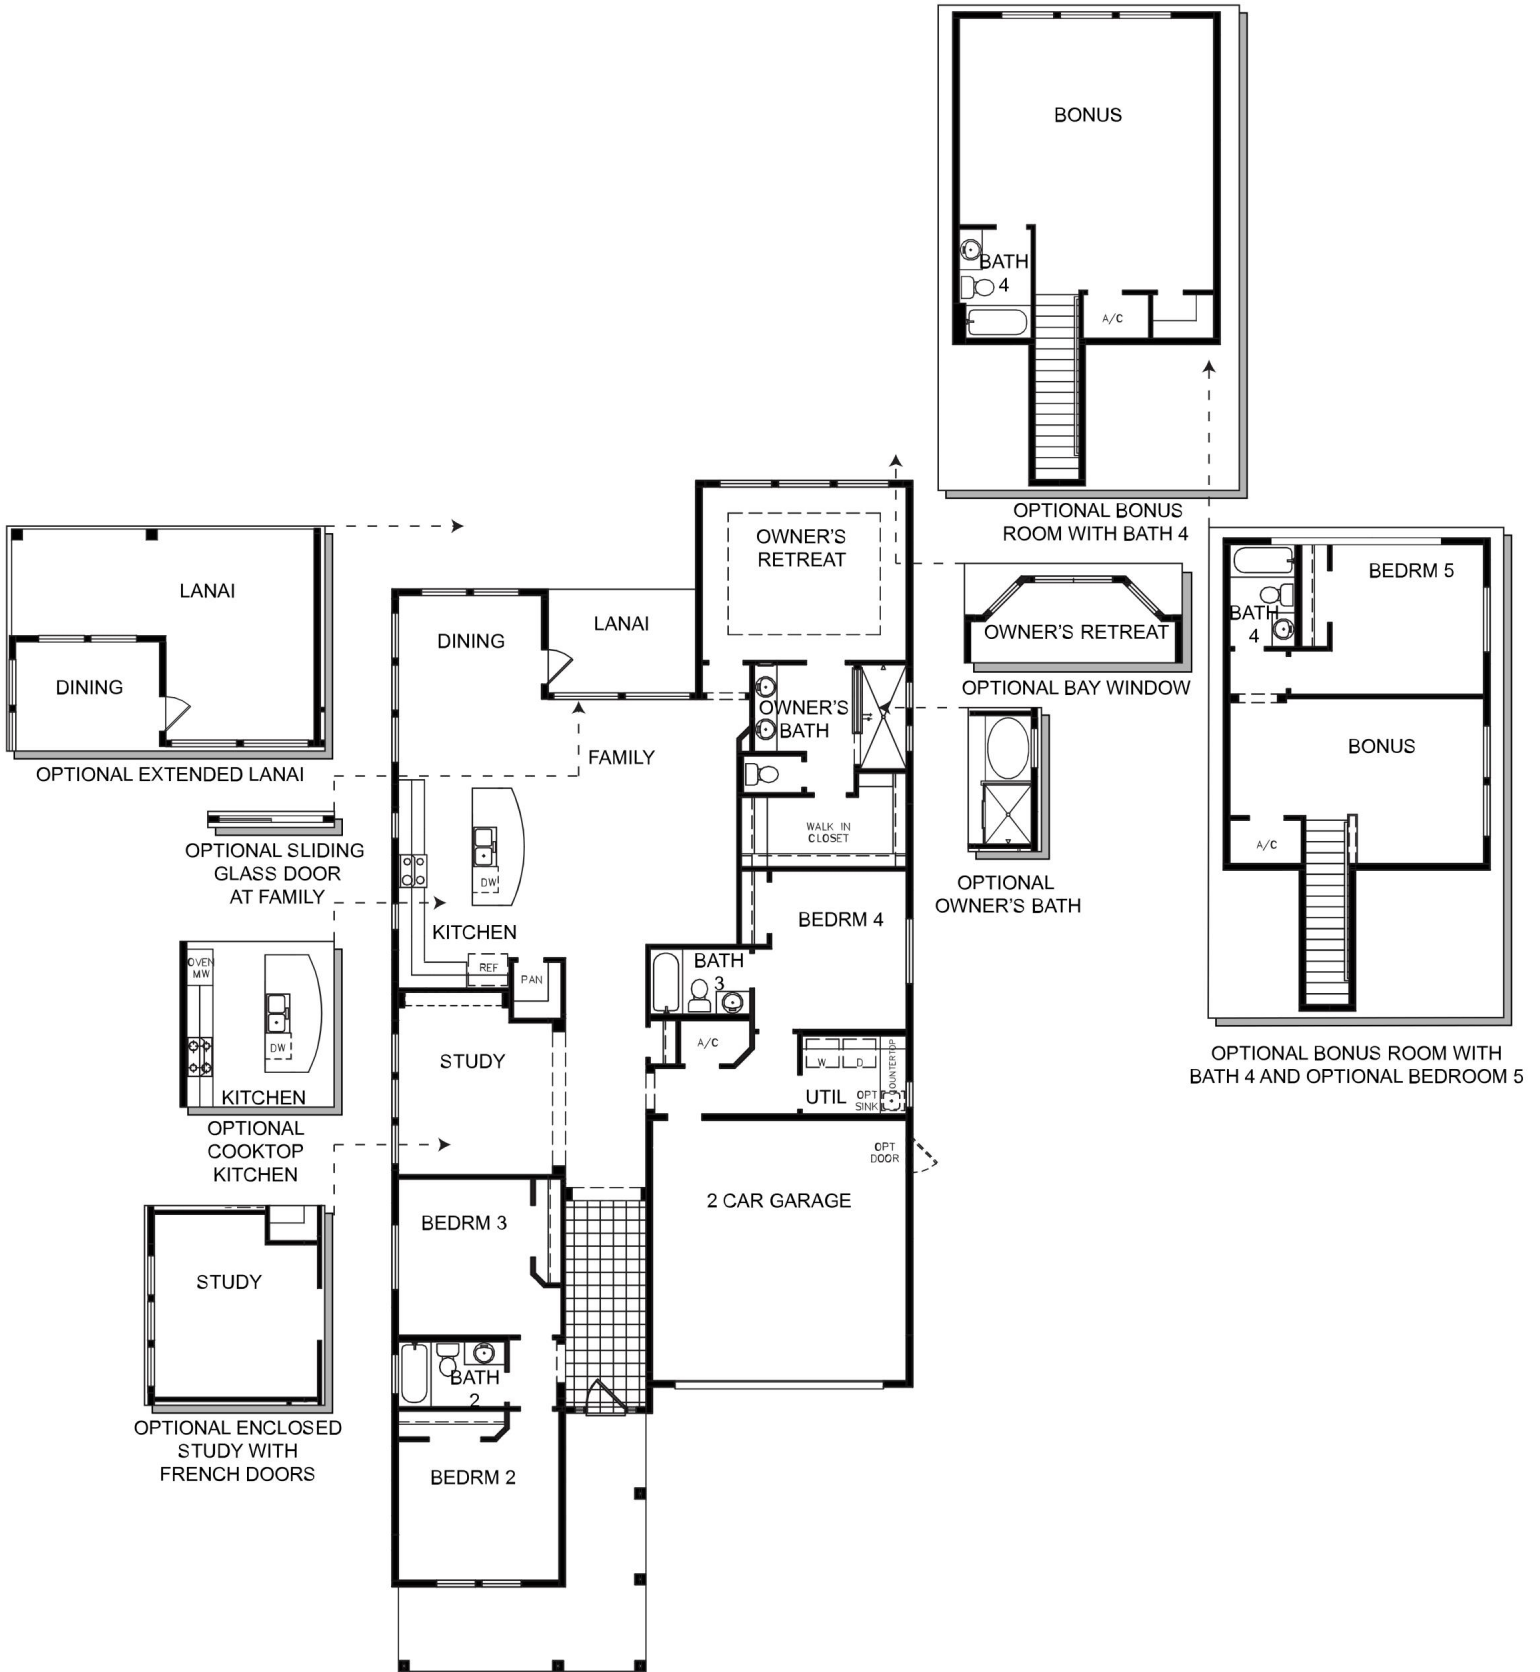 BONUS
BATH
4
A/C
OPTIONAL BONUS
ROOM WITH BATH 4
LANAI
DINING
OPTIONAL EXTENDED LANAI
OWNER'S
RETREAT
DINING
LANAI
OWNER'S RETREAT
OPTIONAL BAY WINDOW
BEDRM 5
BATH
4
BONUS
A/C
OPTIONAL BONUS ROOM WITH
BATH 4 AND OPTIONAL BEDROOM 5
OWNER'S
BATH
FAMILY
OPTIONAL SLIDING
GLASS DOOR
AT FAMILY
WALK IN
CLOSET
OPTIONAL
OWNER'S BATH
DW
KITCHEN
REF
PAN
BEDRM 4
BATH
3
A/C
OVEN
MW
DW
KITCHEN
OPTIONAL
COOKTOP
KITCHEN
STUDY
W
D
COUNTERTOP
UTIL
OPT
SINK
OPT
DOOR
2 CAR GARAGE
STUDY
OPTIONAL ENCLOSED
STUDY WITH
FRENCH DOORS
BEDRM 3
BATH
2
BEDRM 2